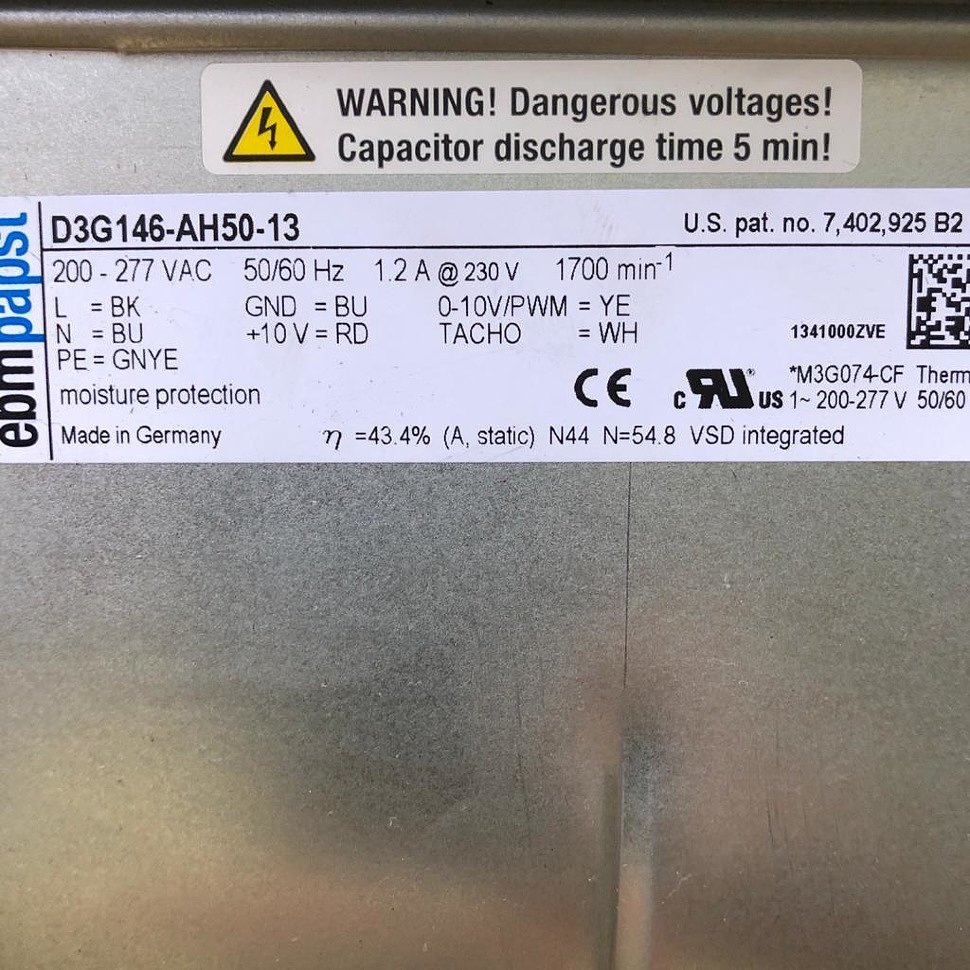 WARNING! Dangerous voltages!
Capacitor discharge time 5 min!
ebmpapst
D3G146-AH50-13 U.S. pat. no. 7,402,925 B2
200 - 277 VAC 50/60 Hz 1.2 A @ 230 V 1700 min-1
L = BK GND = BU 0-10V/PWM = YE
N = BU +10 V = RD TACHO = WH 1341000ZVE
PE = GNYE
moisture protection CE c RU US *M3G074-CF Therm
1~ 200-277 V 50/60
Made in Germany η =43.4% (A, static) N44 N=54.8 VSD integrated